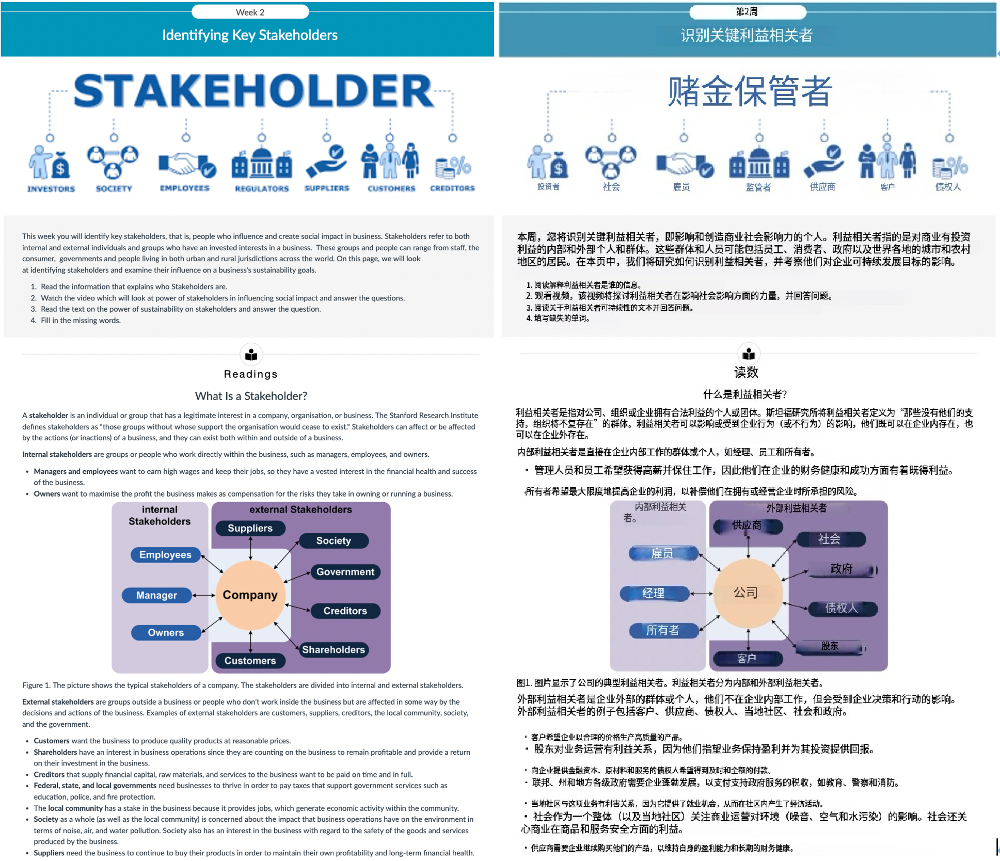 Week 2
Identifying Key Stakeholders
STAKEHOLDER
INVESTORS
SOCIETY
EMPLOYEES
REGULATORS
SUPPLIERS
CUSTOMERS
CREDITORS
This week you will identify key stakeholders, that is, people who influence and create social impact in business. Stakeholders refer to both
internal and external individuals and groups who have an invested interests in a business. These groups and people can range from staff, the
consumer, governments and people living in both urban and rural jurisdictions across the world. On this page, we will look
at identifying stakeholders and examine their influence on a business's sustainability goals.
1. Read the information that explains who Stakeholders are.
2. Watch the video which will look at power of stakeholders in influencing social impact and answer the questions.
3. Read the text on the power of sustainability on stakeholders and answer the question.
4. Fill in the missing words.
Readings
What Is a Stakeholder?
A stakeholder is an individual or group that has a legitimate interest in a company, organisation, or business. The Stanford Research Institute
defines stakeholders as “those groups without whose support the organisation would cease to exist." Stakeholders can affect or be affected
by the actions (or inactions) of a business, and they can exist both within and outside of a business.
Internal stakeholders are groups or people who work directly within the business, such as managers, employees, and owners.
• Managers and employees want to earn high wages and keep their jobs, so they have a vested interest in the financial health and success
of the business.
• Owners want to maximise the profit the business makes as compensation for the risks they take in owning or running a business.
internal
Stakeholders
external Stakeholders
Suppliers
Society
Employees
Government
Manager
Company
Creditors
Owners
Shareholders
Customers
Figure 1. The picture shows the typical stakeholders of a company. The stakeholders are divided into internal and external stakeholders.
External stakeholders are groups outside a business or people who don’t work inside the business but are affected in some way by the
decisions and actions of the business. Examples of external stakeholders are customers, suppliers, creditors, the local community, society,
and the government.
• Customers want the business to produce quality products at reasonable prices.
• Shareholders have an interest in business operations since they are counting on the business to remain profitable and provide a return
on their investment in the business.
• Creditors that supply financial capital, raw materials, and services to the business want to be paid on time and in full.
• Federal, state, and local governments need businesses to thrive in order to pay taxes that support government services such as
education, police, and fire protection.
• The local community has a stake in the business because it provides jobs, which generate economic activity within the community.
• Society as a whole (as well as the local community) is concerned about the impact that business operations have on the environment in
terms of noise, air, and water pollution. Society also has an interest in the business with regard to the safety of the goods and services
produced by the business.
• Suppliers need the business to continue to buy their products in order to maintain their own profitability and long-term financial health.
第2周
识别关键利益相关者
赌金保管者
投资者
社会
雇员
监管者
供应商
客户
债权人
本周，您将识别关键利益相关者，即影响和创造商业社会影响力的个人。利益相关者指的是对商业有投资
利益的内部和外部个人和群体。这些群体和人员可能包括员工、消费者、政府以及世界各地的城市和农村
地区的居民。在本页中，我们将研究如何识别利益相关者，并考察他们对企业可持续发展目标的影响。
1. 阅读解释利益相关者是谁的信息。
2. 观看视频，该视频将探讨利益相关者在影响社会影响方面的力量，并回答问题。
3. 阅读关于利益相关者可持续性的文本并回答问题。
4. 填写缺失的单词。
读数
什么是利益相关者？
利益相关者是指对公司、组织或企业拥有合法利益的个人或团体。斯坦福研究所将利益相关者定义为“那些没有他们的支
持，组织将不复存在”的群体。利益相关者可以影响或受到企业行为（或不行为）的影响，他们既可以在企业内存在，也
可以在企业外存在。
内部利益相关者是直接在企业内部工作的群体或个人，如经理、员工和所有者。
• 管理人员和员工希望获得高薪并保住工作，因此他们在企业的财务健康和成功方面有着既得利益。
所有者希望最大限度地提高企业的利润，以补偿他们在拥有或经营企业时所承担的风险。
内部利益相关
者。
外部利益相关者
供应商
社会
雇员
政府
经理
公司
债权人
所有者
股东
客户
图1. 图片显示了公司的典型利益相关者。利益相关者分为内部和外部利益相关者。
外部利益相关者是企业外部的群体或个人，他们不在企业内部工作，但会受到企业决策和行动的影响。
外部利益相关者的例子包括客户、供应商、债权人、当地社区、社会和政府。
• 客户希望企业以合理的价格生产高质量的产品。
• 股东对业务运营有利益关系，因为他们指望业务保持盈利并为其投资提供回报。
• 向企业提供金融资本、原材料和服务的债权人希望得到及时和全额的付款。
• 联邦、州和地方各级政府需要企业蓬勃发展，以支付支持政府服务的税收，如教育、警察和消防。
• 当地社区与这项业务有利害关系，因为它提供了就业机会，从而在社区内产生了经济活动。
• 社会作为一个整体（以及当地社区）关注商业运营对环境（噪音、空气和水污染）的影响。社会还关
心商业在商品和服务安全方面的利益。
• 供应商需要企业继续购买他们的产品，以维持自身的盈利能力和长期的财务健康。